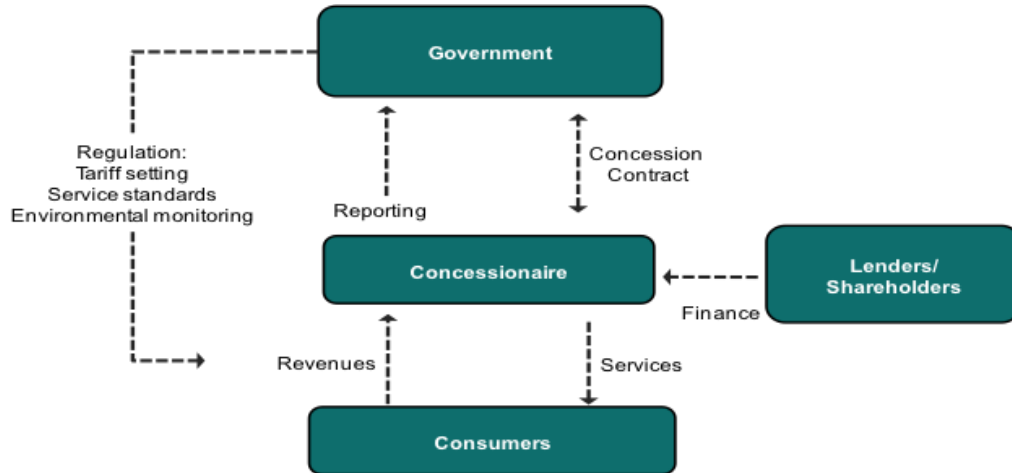 Government
Regulation:
Tariff setting
Service standards
Environmental monitoring
Concession
Contract
Reporting
Concessionaire
Lenders/
Shareholders
Finance
Revenues
Services
Consumers